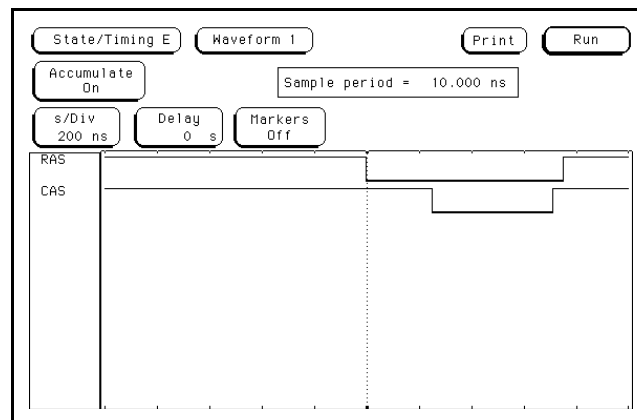 State/Timing E Waveform 1 Print Run
Accumulate
On
Sample period = 10.000 ns
s/Div
200 ns
Delay
0 s
Markers
Off
RAS
CAS